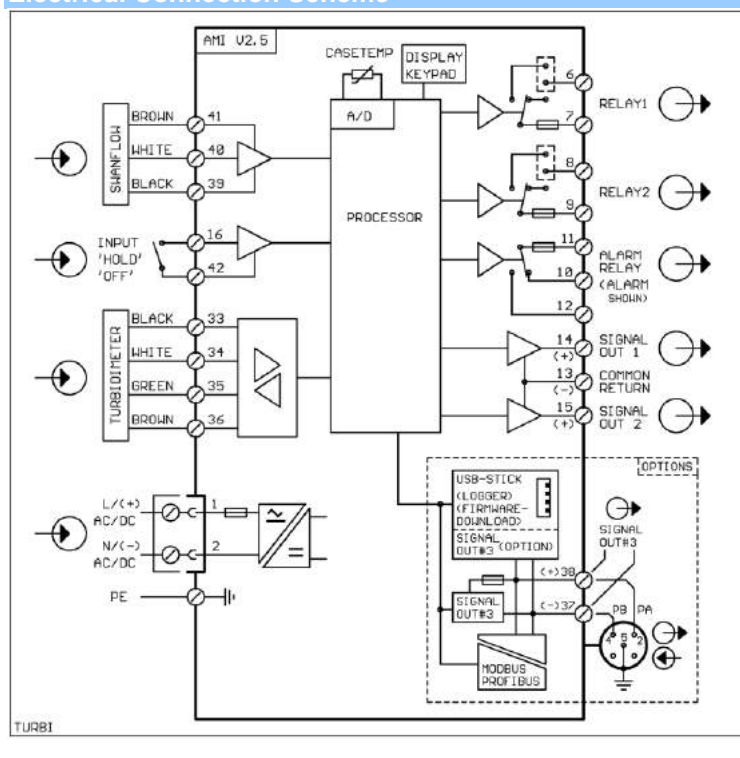 Electrical Connection Scheme
AMI V2.5
CASETEMP
DISPLAY
KEYPAD
A/D
PROCESSOR
SWANFLOW
BROWN 41
WHITE 40
BLACK 39
INPUT
'HOLD'
'OFF'
16
42
TURBIDIMETER
BLACK 33
WHITE 34
GREEN 35
BROWN 36
L/(+)
AC/DC
1
N/(-)
AC/DC
2
PE
6
RELAY1
7
8
RELAY2
9
11
ALARM
RELAY
10
(ALARM
SHOWN)
12
14
(+)
SIGNAL
OUT 1
13
(-)
COMMON
RETURN
15
(+)
SIGNAL
OUT 2
OPTIONS
USB-STICK
(LOGGER)
(FIRMWARE-
DOWNLOAD)
SIGNAL
OUT#3 (OPTION)
SIGNAL
OUT#3
(+)38
SIGNAL
OUT#3
(-)37
PB PA
4 5 2
MODBUS
PROFIBUS
TURBI